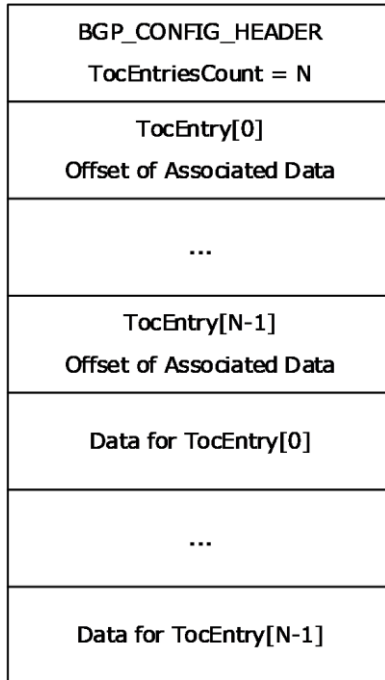 BGP_CONFIG_HEADER
TocEntriesCount = N
TocEntry[0]
Offset of Associated Data
...
TocEntry[N-1]
Offset of Associated Data
Data for TocEntry[0]
...
Data for TocEntry[N-1]